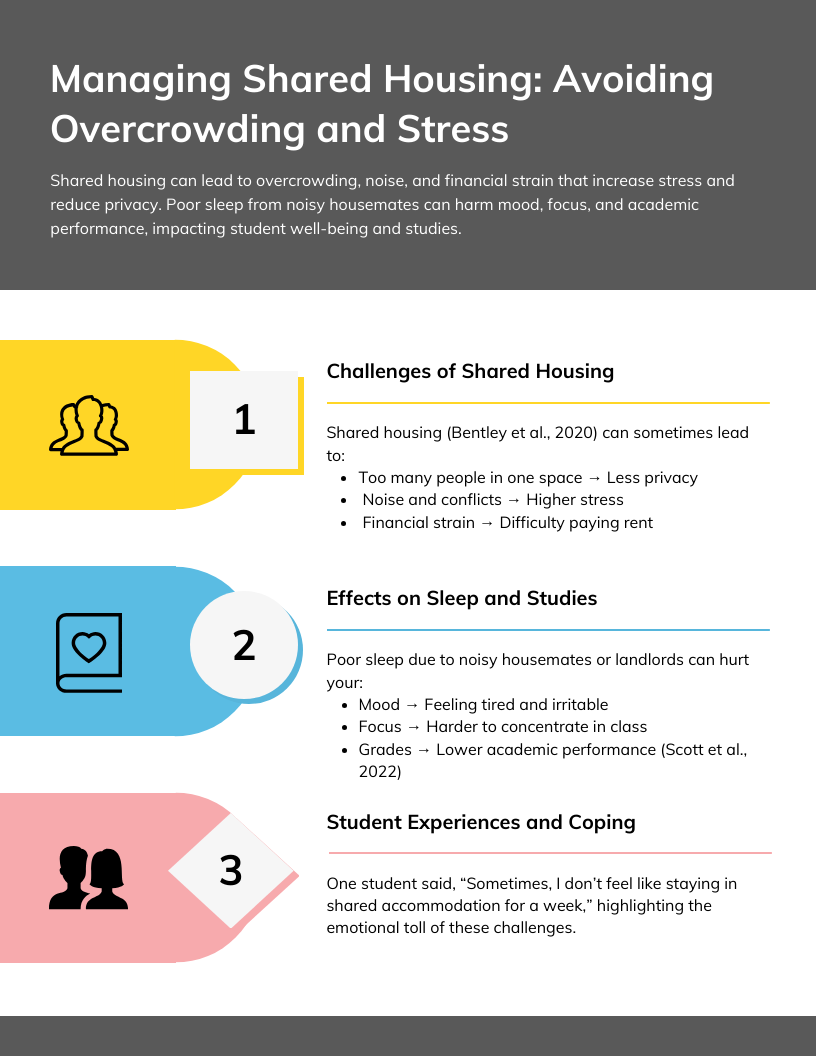 Managing Shared Housing: Avoiding
Overcrowding and Stress
Shared housing can lead to overcrowding, noise, and financial strain that increase stress and
reduce privacy. Poor sleep from noisy housemates can harm mood, focus, and academic
performance, impacting student well-being and studies.
1
Challenges of Shared Housing
Shared housing (Bentley et al., 2020) can sometimes lead
to:
• Too many people in one space → Less privacy
• Noise and conflicts → Higher stress
• Financial strain → Difficulty paying rent
2
Effects on Sleep and Studies
Poor sleep due to noisy housemates or landlords can hurt
your:
• Mood → Feeling tired and irritable
• Focus → Harder to concentrate in class
• Grades → Lower academic performance (Scott et al.,
2022)
3
Student Experiences and Coping
One student said, “Sometimes, I don’t feel like staying in
shared accommodation for a week,” highlighting the
emotional toll of these challenges.